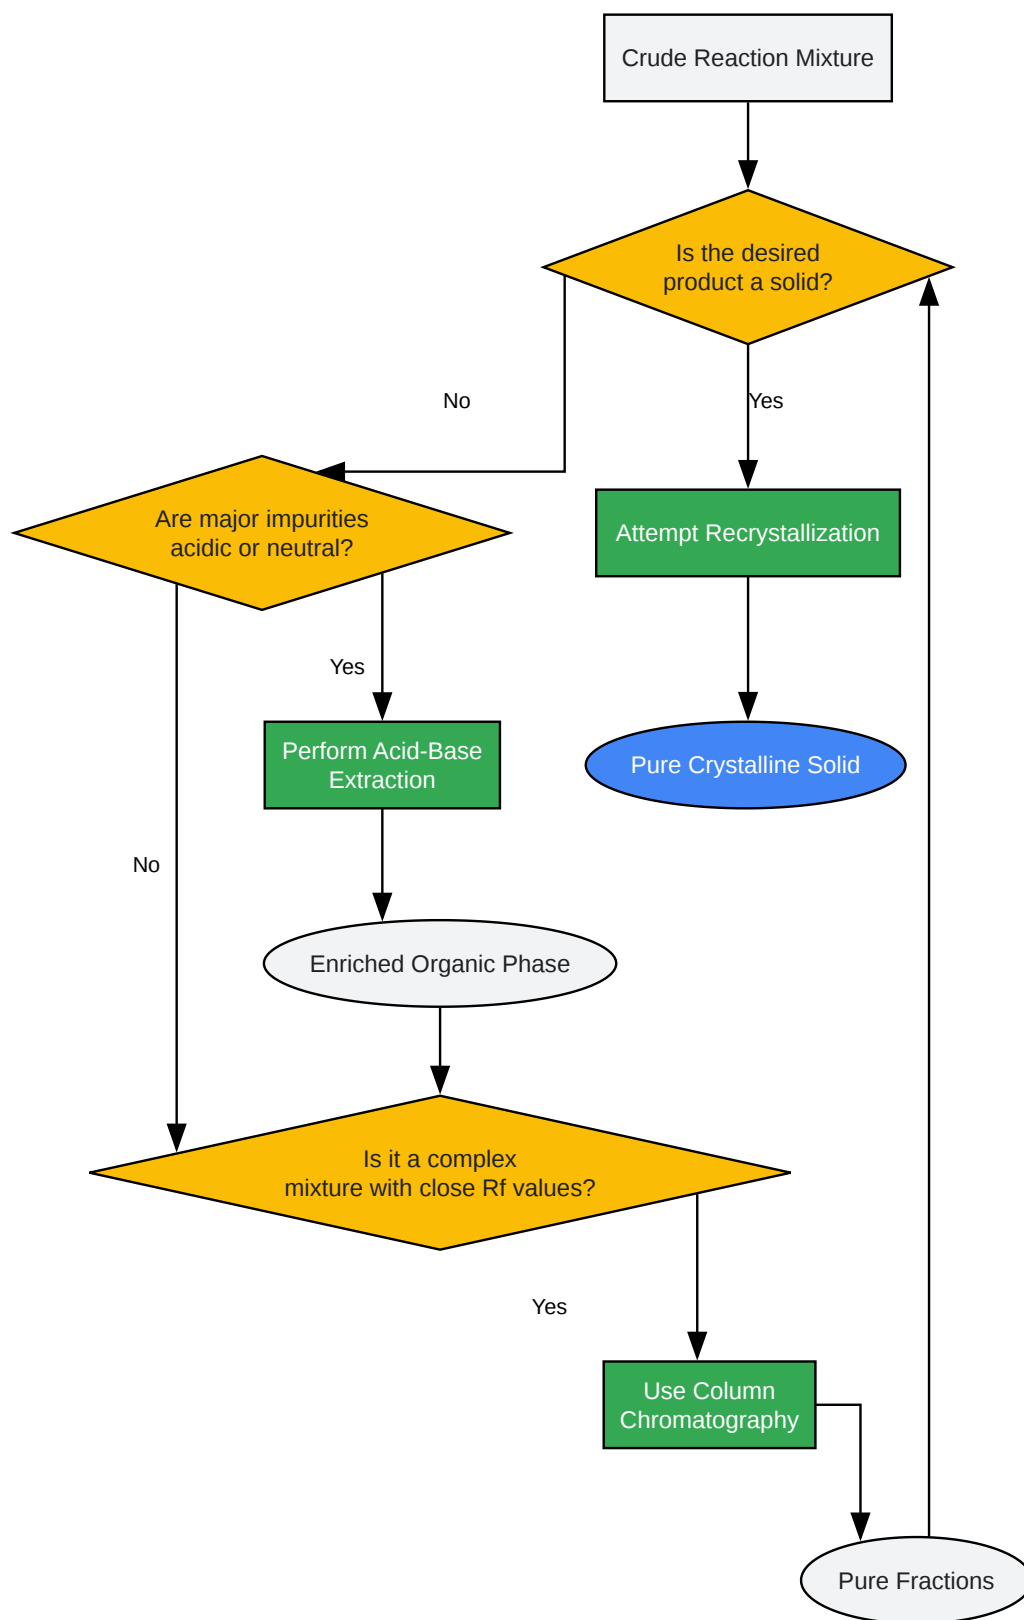 Crude Reaction Mixture
Is the desired
product a solid?
No
Yes
Are major impurities
acidic or neutral?
Attempt Recrystallization
Yes
Perform Acid-Base
Extraction
Pure Crystalline Solid
No
Enriched Organic Phase
Is it a complex
mixture with close Rf values?
Yes
Use Column
Chromatography
Pure Fractions